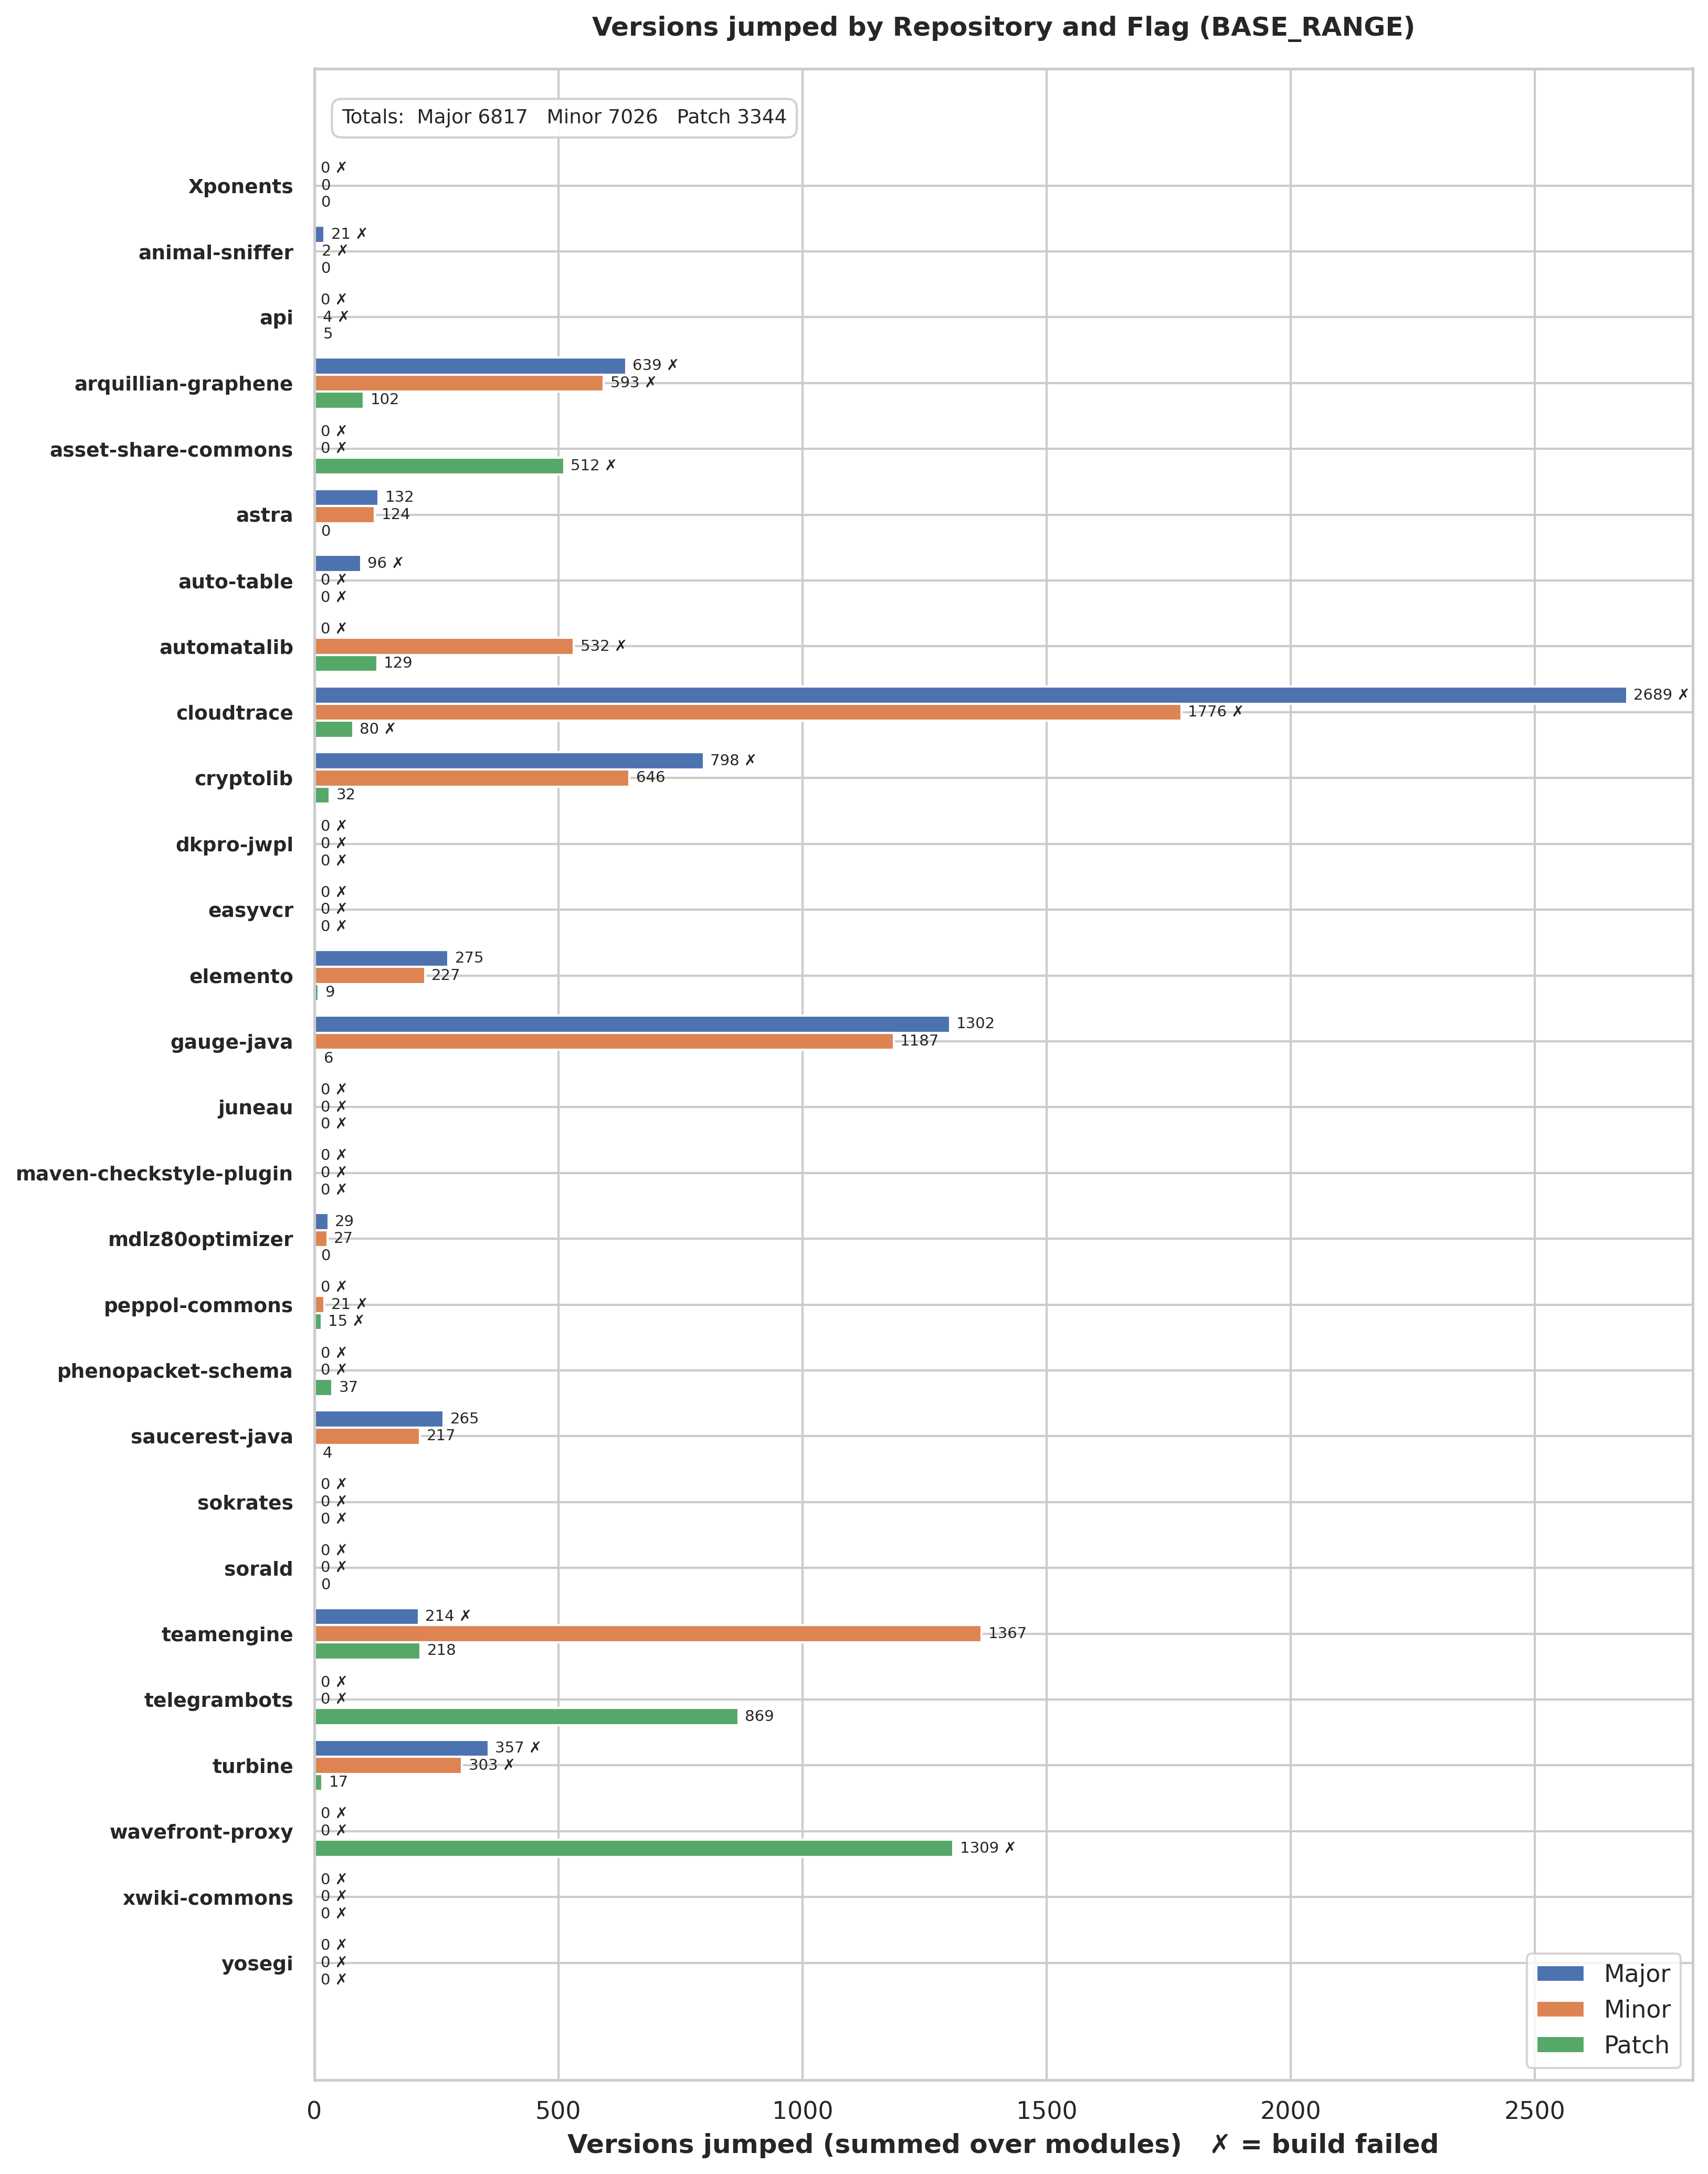 Versions jumped by Repository and Flag (BASE_RANGE)
Totals:  Major 6817   Minor 7026   Patch 3344
Xponents
0 ✗
0
0
animal-sniffer
21 ✗
2 ✗
0
api
0 ✗
4 ✗
5
arquillian-graphene
639 ✗
593 ✗
102
asset-share-commons
0 ✗
0 ✗
512 ✗
astra
132
124
0
auto-table
96 ✗
0 ✗
0 ✗
automatalib
0 ✗
532 ✗
129
cloudtrace
2689 ✗
1776 ✗
80 ✗
cryptolib
798 ✗
646
32
dkpro-jwpl
0 ✗
0 ✗
0 ✗
easyvcr
0 ✗
0 ✗
0 ✗
elemento
275
227
9
gauge-java
1302
1187
6
juneau
0 ✗
0 ✗
0 ✗
maven-checkstyle-plugin
0 ✗
0 ✗
0 ✗
mdlz80optimizer
29
27
0
peppol-commons
0 ✗
21 ✗
15 ✗
phenopacket-schema
0 ✗
0 ✗
37
saucerest-java
265
217
4
sokrates
0 ✗
0 ✗
0 ✗
sorald
0 ✗
0 ✗
0
teamengine
214 ✗
1367
218
telegrambots
0 ✗
0 ✗
869
turbine
357 ✗
303 ✗
17
wavefront-proxy
0 ✗
0 ✗
1309 ✗
xwiki-commons
0 ✗
0 ✗
0 ✗
yosegi
0 ✗
0 ✗
0 ✗
Major
Minor
Patch
0 500 1000 1500 2000 2500
Versions jumped (summed over modules)   ✗ = build failed